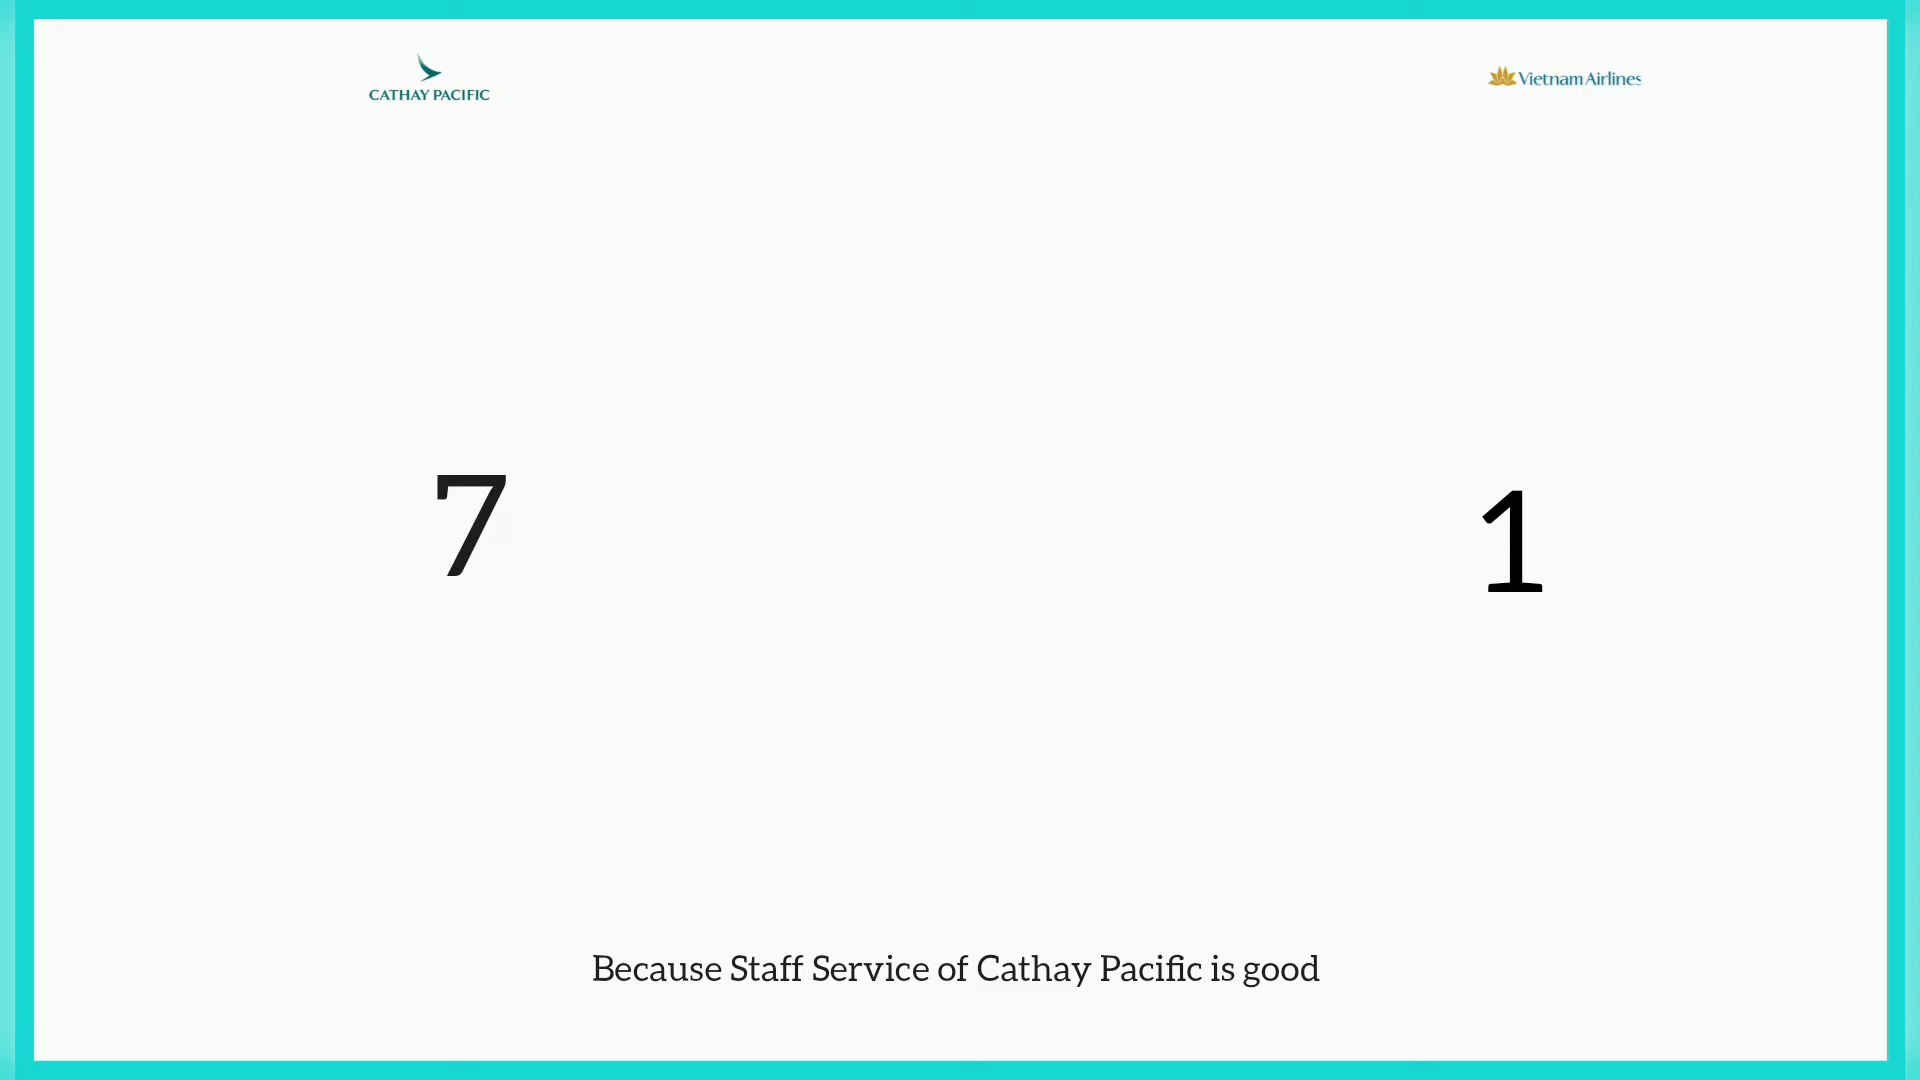 CATHAY PACIFIC
Vietnam Airlines
7
1
Because Staff Service of Cathay Pacific is good